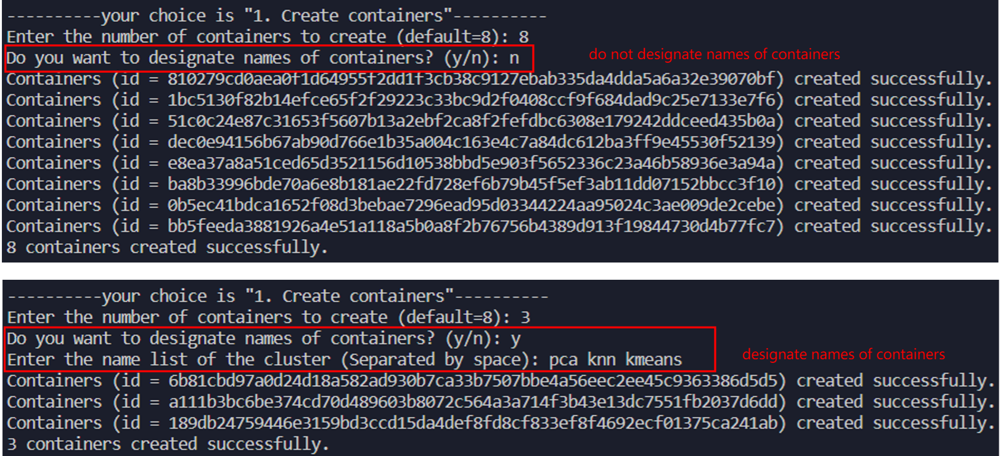 ----------your choice is "1. Create containers"----------
Enter the number of containers to create (default=8): 8
Do you want to designate names of containers? (y/n): n
do not designate names of containers
Containers (id = 810279cd0aea0f1d64955f2dd1f3cb38c9127ebab335da4dda5a6a32e39070bf) created successfully.
Containers (id = 1bc5130f82b14efce65f2f29223c33bc9d2f0408ccf9f684dad9c25e7133e7f6) created successfully.
Containers (id = 51c0c24e87c31653f5607b13a2ebf2ca8f2fefdbc6308e179242ddceed435b0a) created successfully.
Containers (id = dec0e94156b67ab90d766e1b35a004c163e4c7a84dc612ba3ff9e45530f52139) created successfully.
Containers (id = e8ea37a8a51ced65d3521156d10538bbd5e903f5652336c23a46b58936e3a94a) created successfully.
Containers (id = ba8b33996bde70a6e8b181ae22fd728ef6b79b45f5ef3ab11dd07152bbcc3f10) created successfully.
Containers (id = 0b5ec41bdca1652f08d3bebae7296ead95d03344224aa95024c3ae009de2cebe) created successfully.
Containers (id = bb5feeda3881926a4e51a118a5b0a8f2b76756b4389d913f19844730d4b77fc7) created successfully.
8 containers created successfully.
----------your choice is "1. Create containers"----------
Enter the number of containers to create (default=8): 3
Do you want to designate names of containers? (y/n): y
Enter the name list of the cluster (Separated by space): pca knn kmeans
designate names of containers
Containers (id = 6b81cbd97a0d24d18a582ad930b7ca33b7507bbe4a56eec2ee45c9363386d5d5) created successfully.
Containers (id = a111b3bc6be374cd70d489603b8072c564a3a714f3b43e13dc7551fb2037d6dd) created successfully.
Containers (id = 189db24759446e3159bd3ccd15da4def8fd8cf833ef8f4692ecf01375ca241ab) created successfully.
3 containers created successfully.